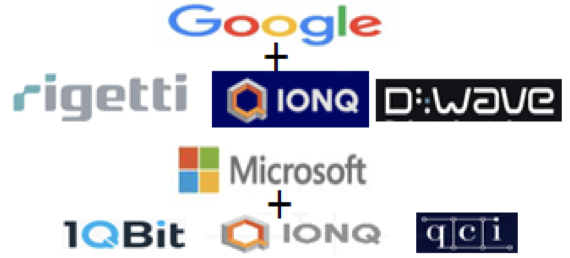 Google
+
rigetti IONQ D:Wave
Microsoft
+
1QBit IONQ qci